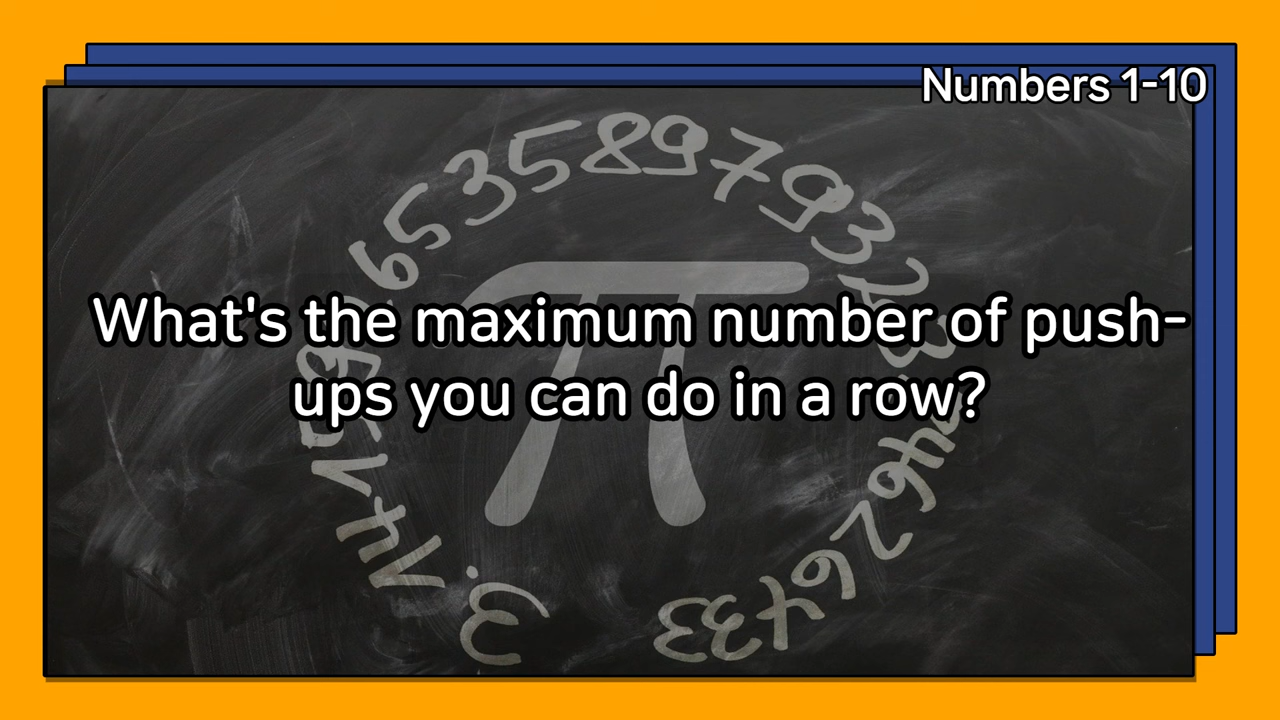 Numbers 1-10
What's the maximum number of push-
ups you can do in a row?